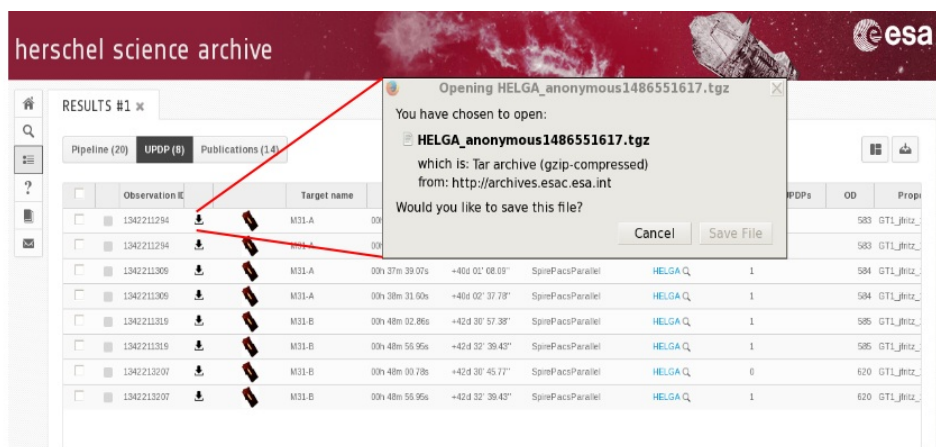 herschel science archive
esa
RESULTS #1 ×
Pipeline (20) UPDP (8) Publications (14)
Opening HELGA_anonymous1486551617.tgz
You have chosen to open:
HELGA_anonymous1486551617.tgz
which is: Tar archive (gzip-compressed)
from: http://archives.esac.esa.int
Would you like to save this file?
Cancel Save File
Observation ID Target name UPDPs OD Propo
1342211294 M31-A 00h 583 GT1_jfritz_
1342211294 M31-A 00h 583 GT1_jfritz_
1342211309 M31-A 00h 37m 39.07s +40d 01' 08.09" SpirePacsParallel HELGA 1 584 GT1_jfritz_
1342211309 M31-A 00h 38m 31.60s +40d 02' 37.78" SpirePacsParallel HELGA 1 584 GT1_jfritz_
1342211319 M31-B 00h 48m 02.86s +42d 30' 57.38" SpirePacsParallel HELGA 1 585 GT1_jfritz_
1342211319 M31-B 00h 48m 56.95s +42d 32' 39.43" SpirePacsParallel HELGA 1 585 GT1_jfritz_
1342213207 M31-B 00h 48m 00.78s +42d 30' 45.77" SpirePacsParallel HELGA 0 620 GT1_jfritz_
1342213207 M31-B 00h 48m 56.95s +42d 32' 39.43" SpirePacsParallel HELGA 1 620 GT1_jfritz_